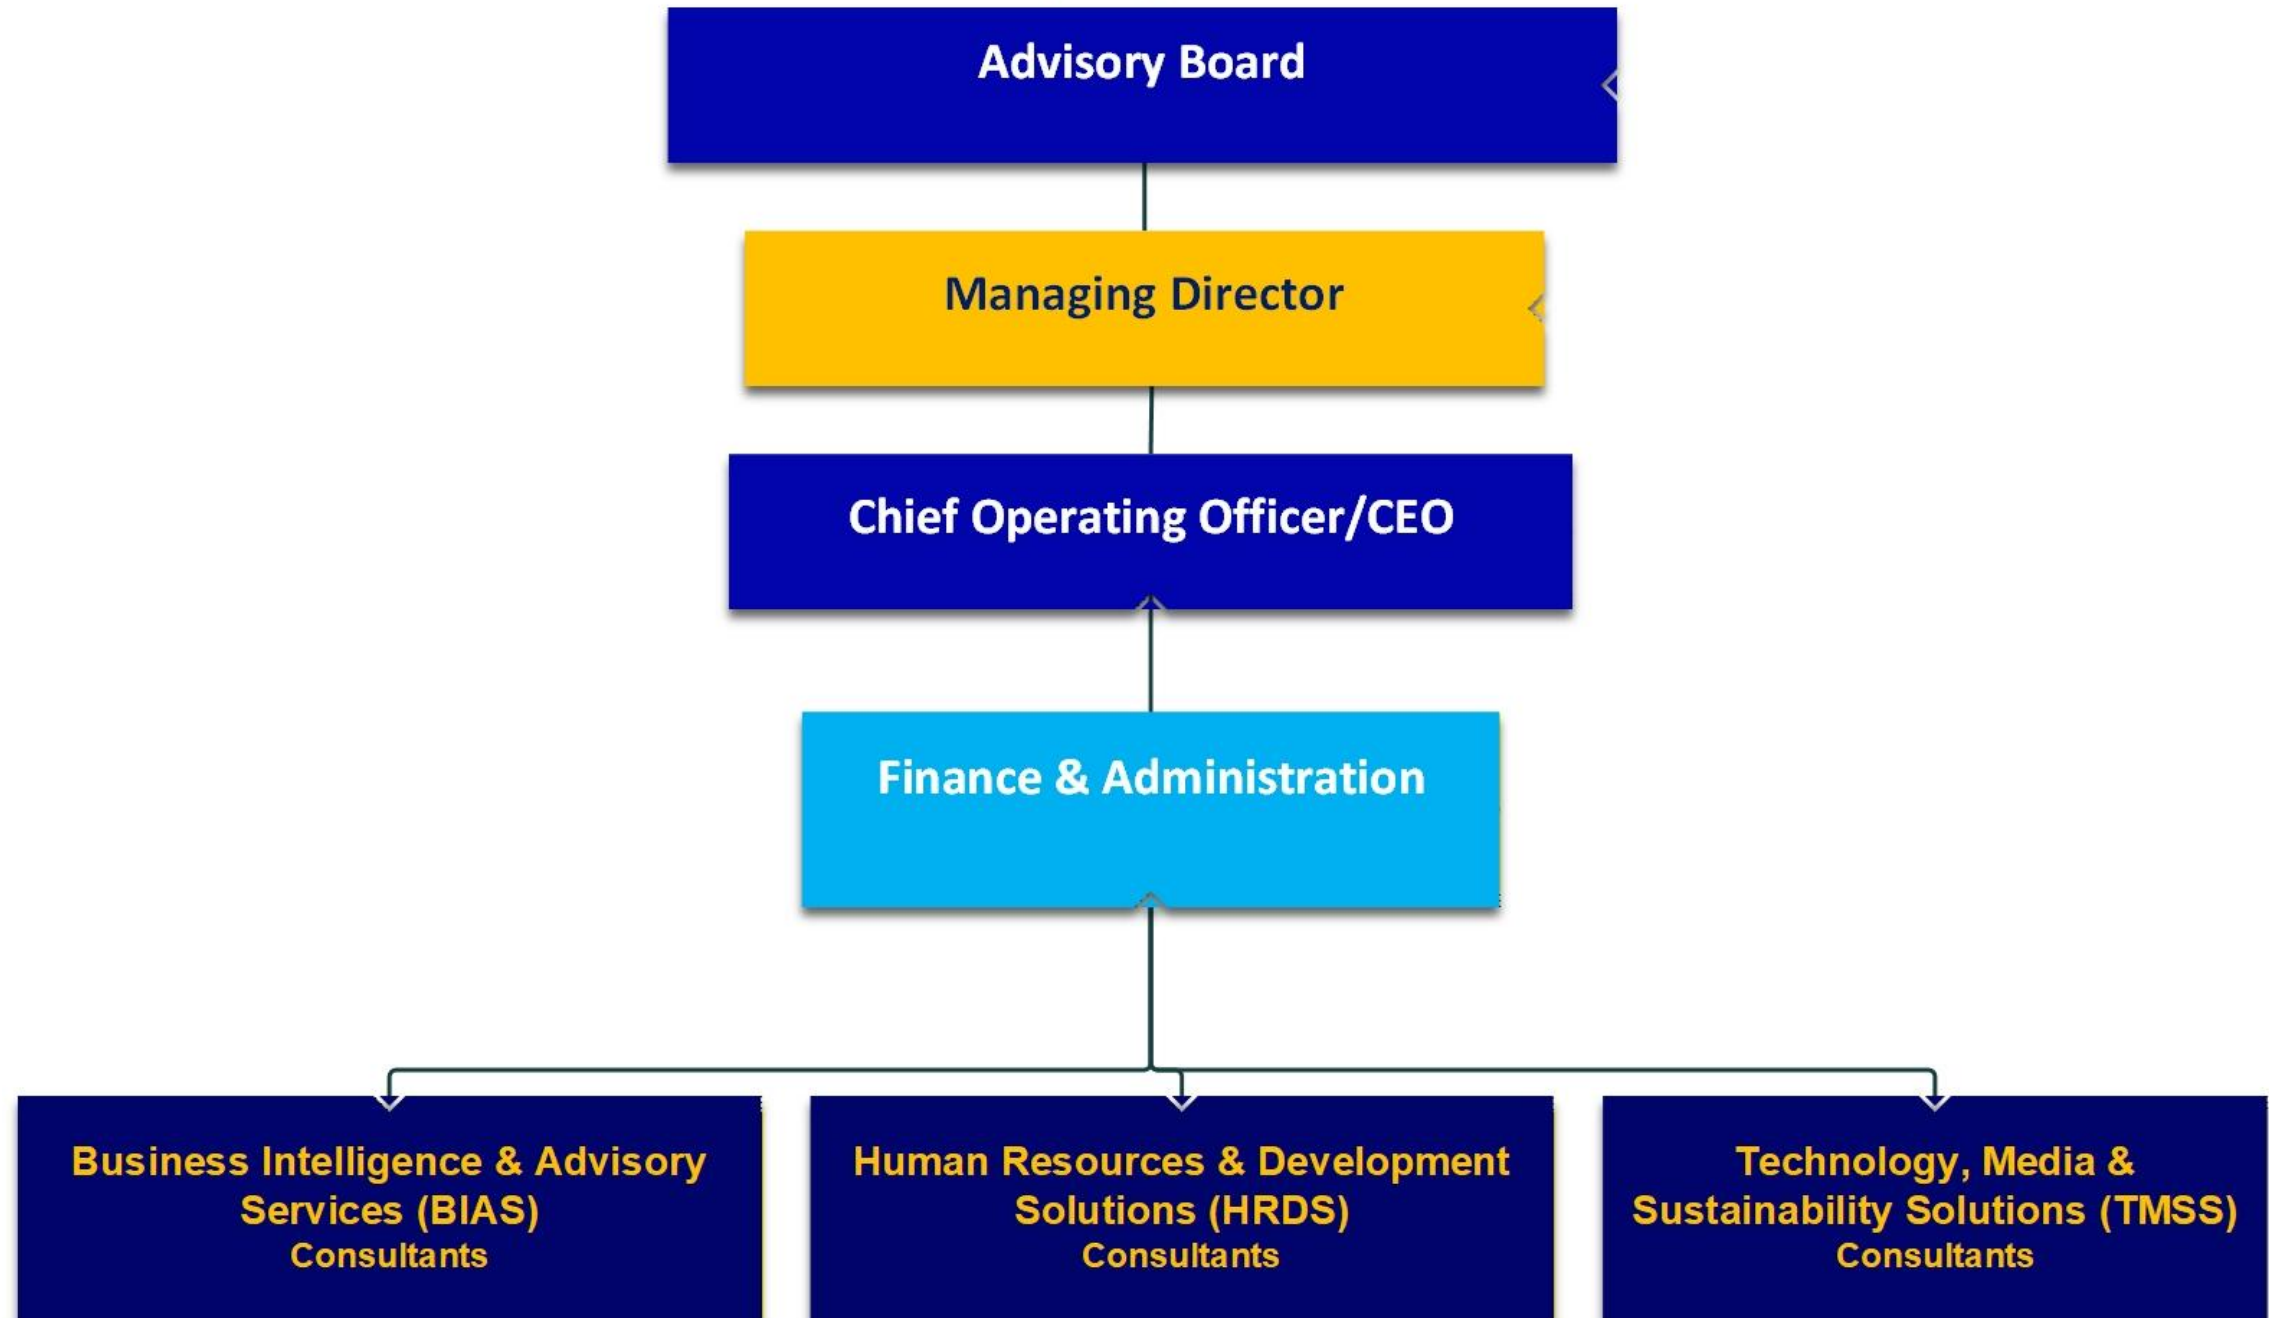 Advisory Board
Managing Director
Chief Operating Officer/CEO
Finance & Administration
Business Intelligence & Advisory
Services (BIAS)
Consultants
Human Resources & Development
Solutions (HRDS)
Consultants
Technology, Media &
Sustainability Solutions (TMSS)
Consultants